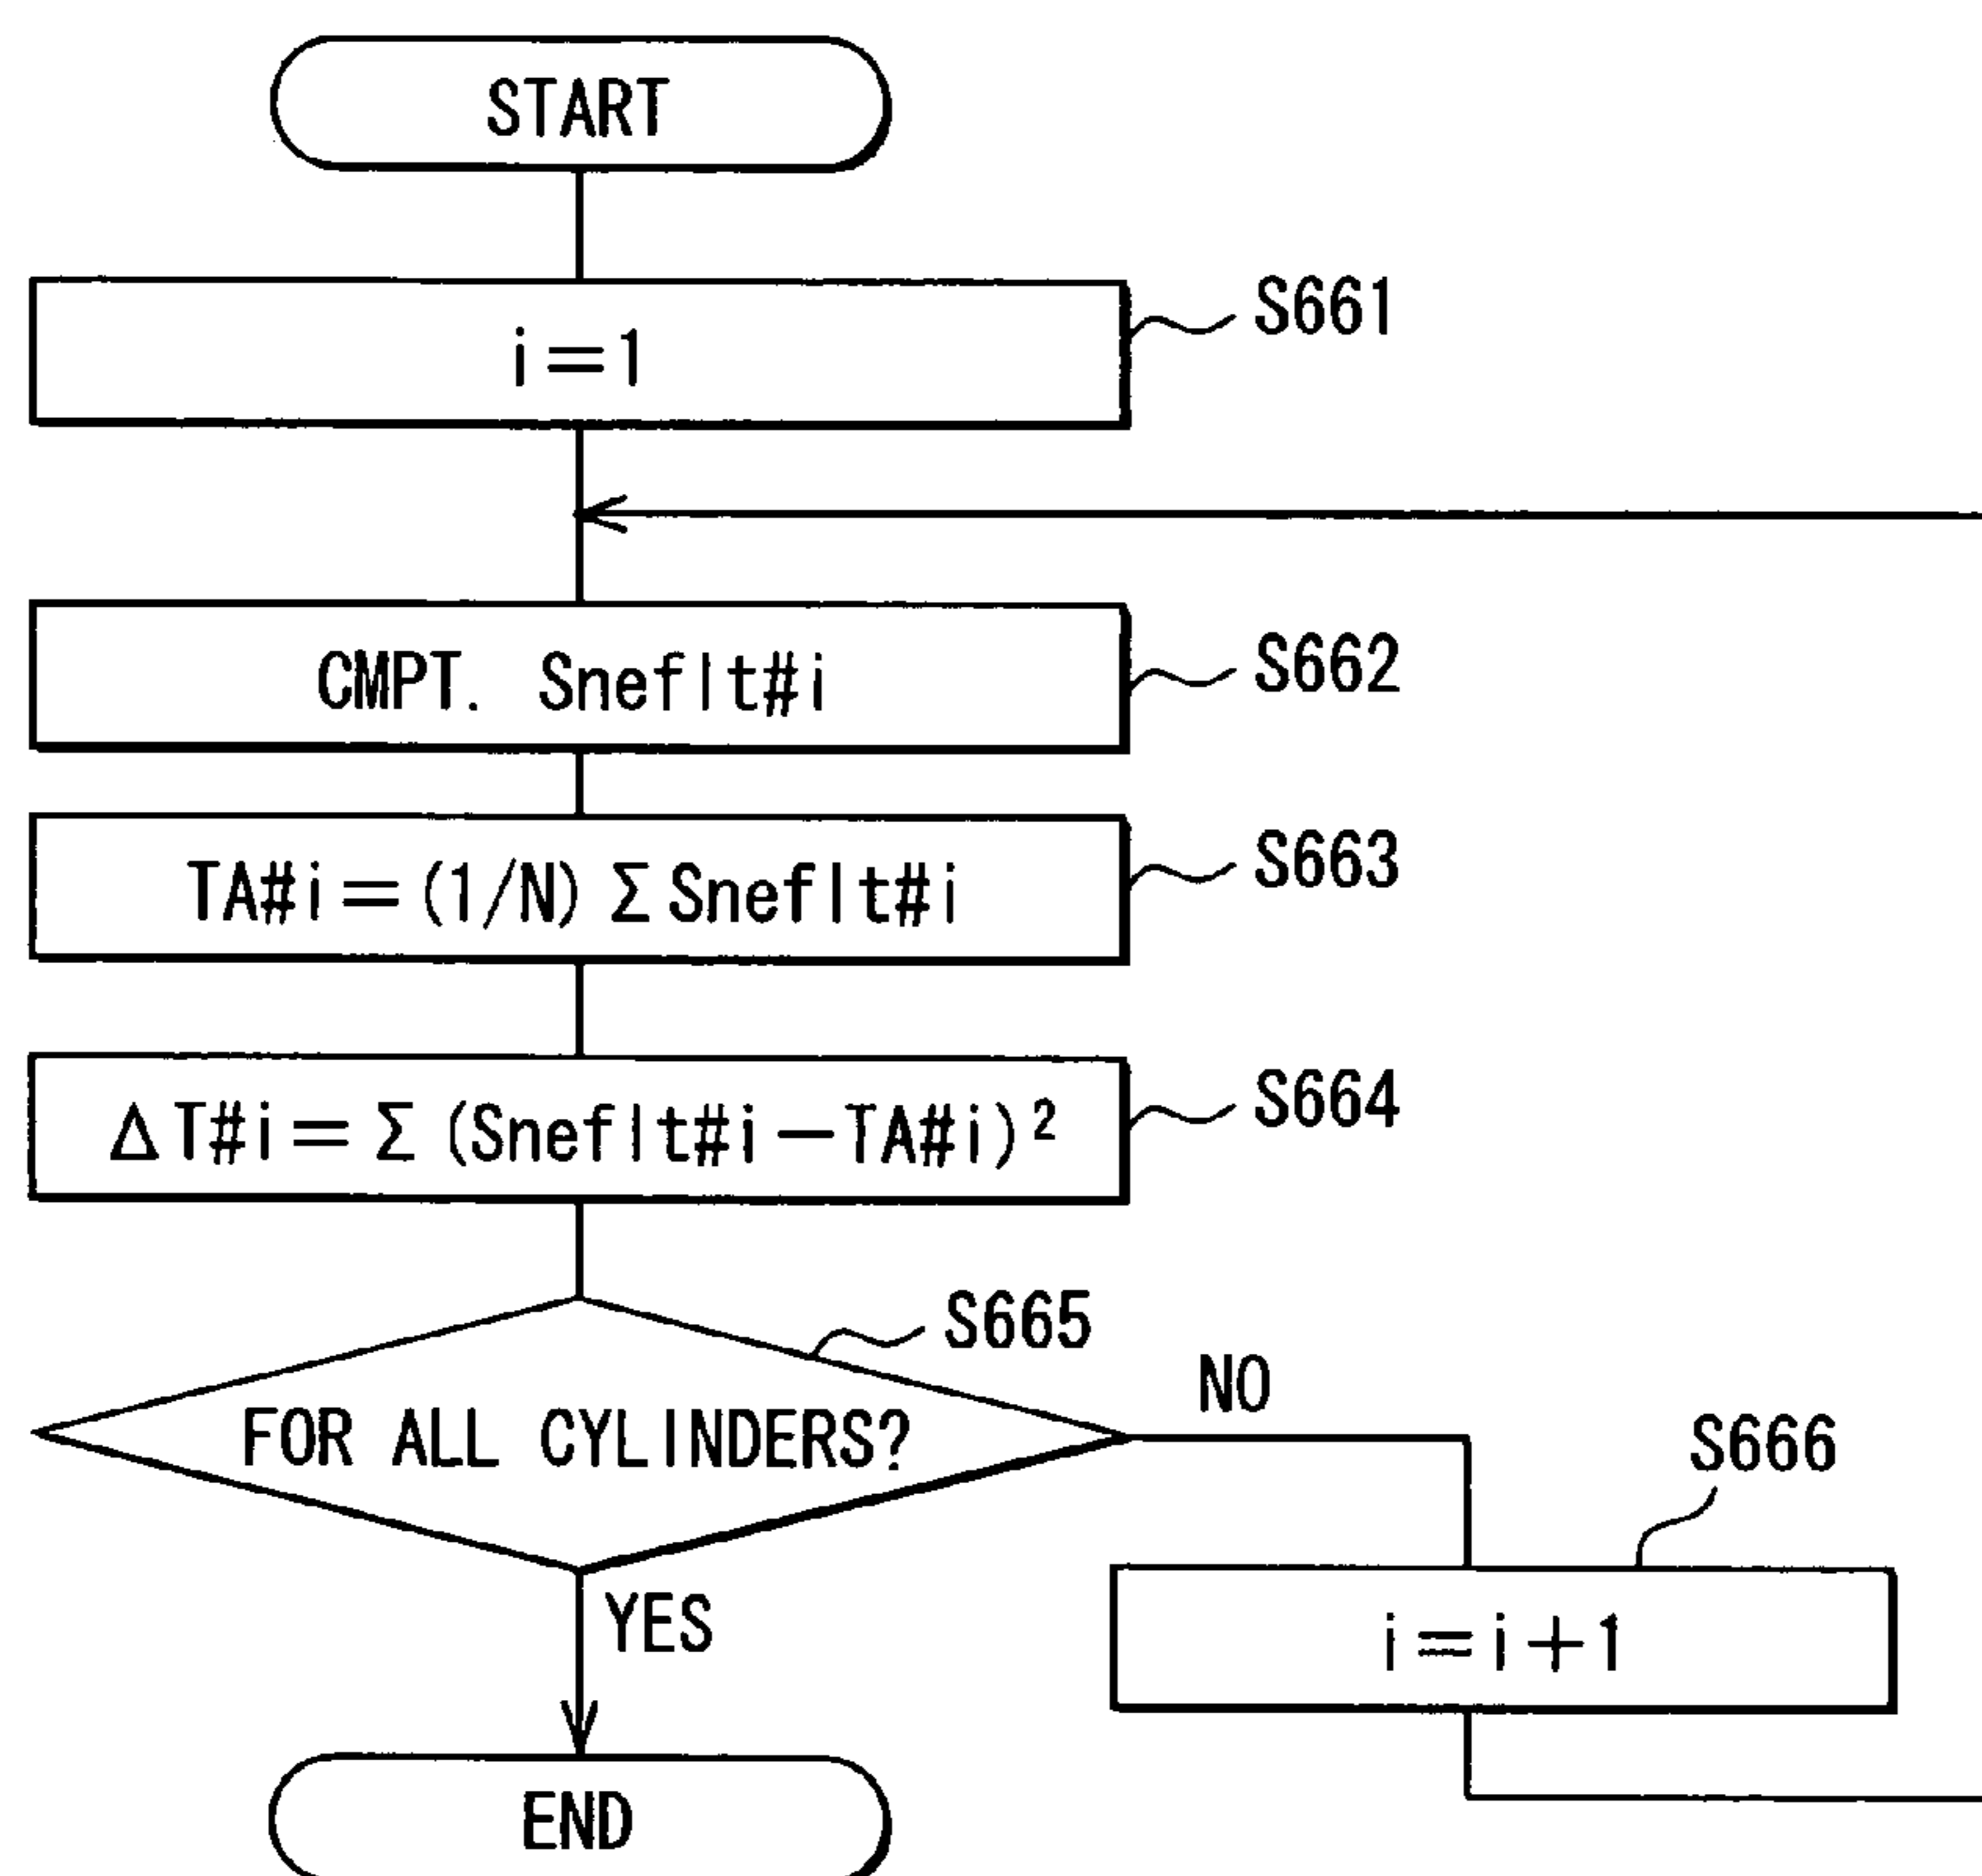 START
i=1
S661
CMPT. Sneflt#i
S662
TA#i=(1/N) Σ Sneflt#i
S663
ΔT#i=Σ (Sneflt#i-TA#i)²
S664
S665
FOR ALL CYLINDERS?
NO
S666
YES
i=i+1
END